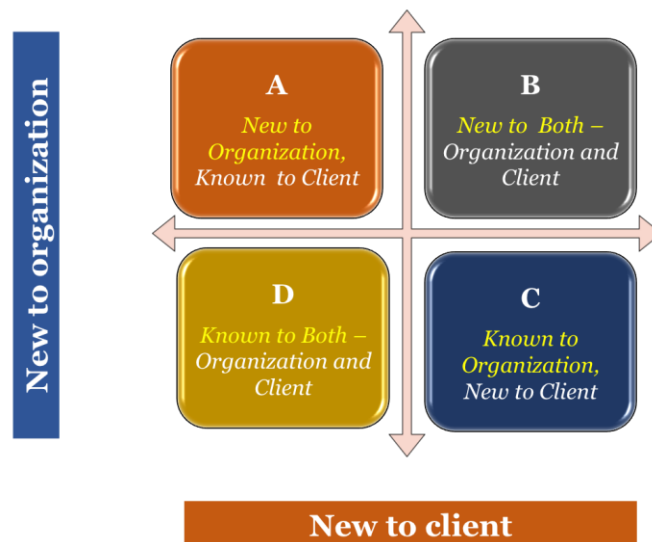 New to organization
A
New to
Organization,
Known to Client
B
New to Both –
Organization and
Client
D
Known to Both –
Organization and
Client
C
Known to
Organization,
New to Client
New to client